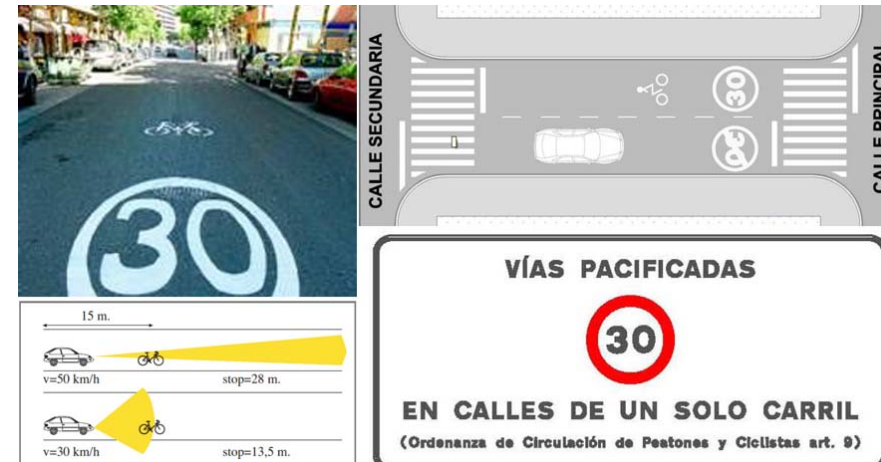 30
CALLE SECUNDARIA
30
30
CALLE PRINCIPAL
15 m.
v=50 km/h
stop=28 m.
v=30 km/h
stop=13,5 m.
VÍAS PACIFICADAS
30
EN CALLES DE UN SOLO CARRIL
(Ordenanza de Circulación de Peatones y Ciclistas art. 9)